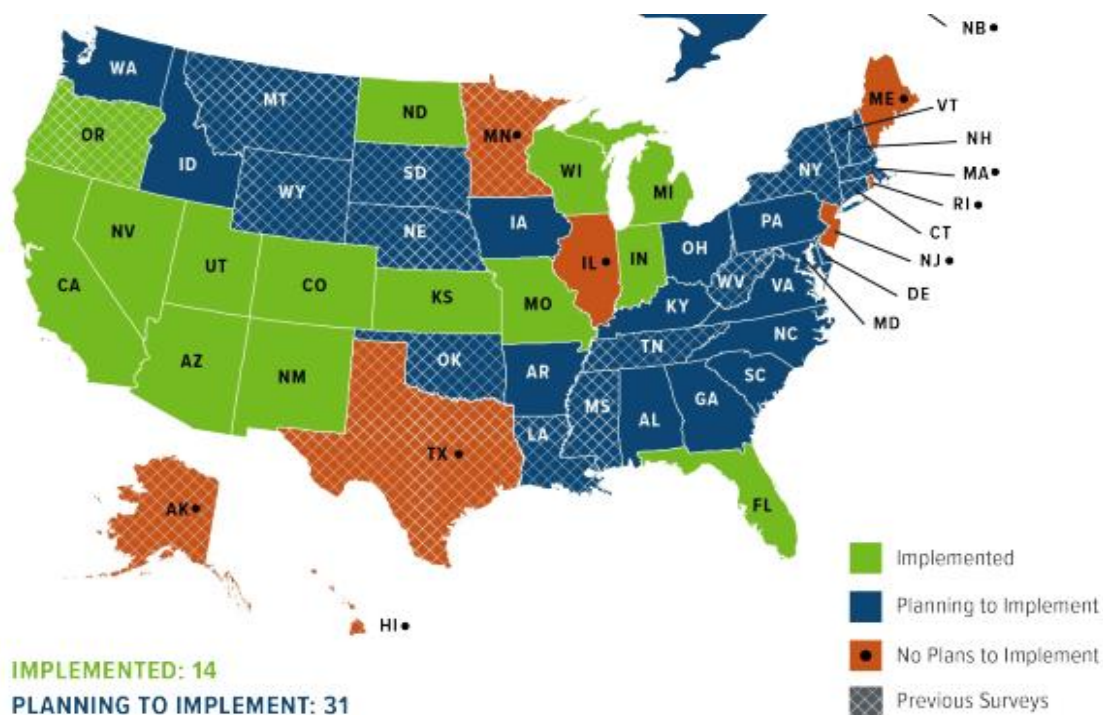 NB
WA
MT
ND
MN
ME
VT
OR
ID
WY
SD
WI
MI
NY
NH
MA
RI
CT
NJ
DE
MD
NE
IA
PA
OH
IL
IN
NV
UT
CO
CA
KS
MO
WV
VA
KY
NC
TN
AZ
NM
OK
AR
SC
MS
AL
GA
LA
TX
FL
AK
HI
Implemented
Planning to Implement
No Plans to Implement
Previous Surveys
IMPLEMENTED: 14
PLANNING TO IMPLEMENT: 31